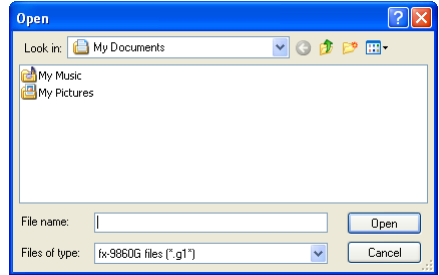 Open
Look in: My Documents
My Music
My Pictures
File name: Open
Files of type: fx-9860G files (*.g1*) Cancel